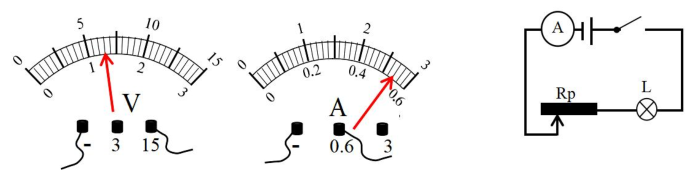 0 5 10 15
0 1 2 3
V
- 3 15
0 1 2 3
0 0.2 0.4 0.6
A
- 0.6 3
A
Rp L